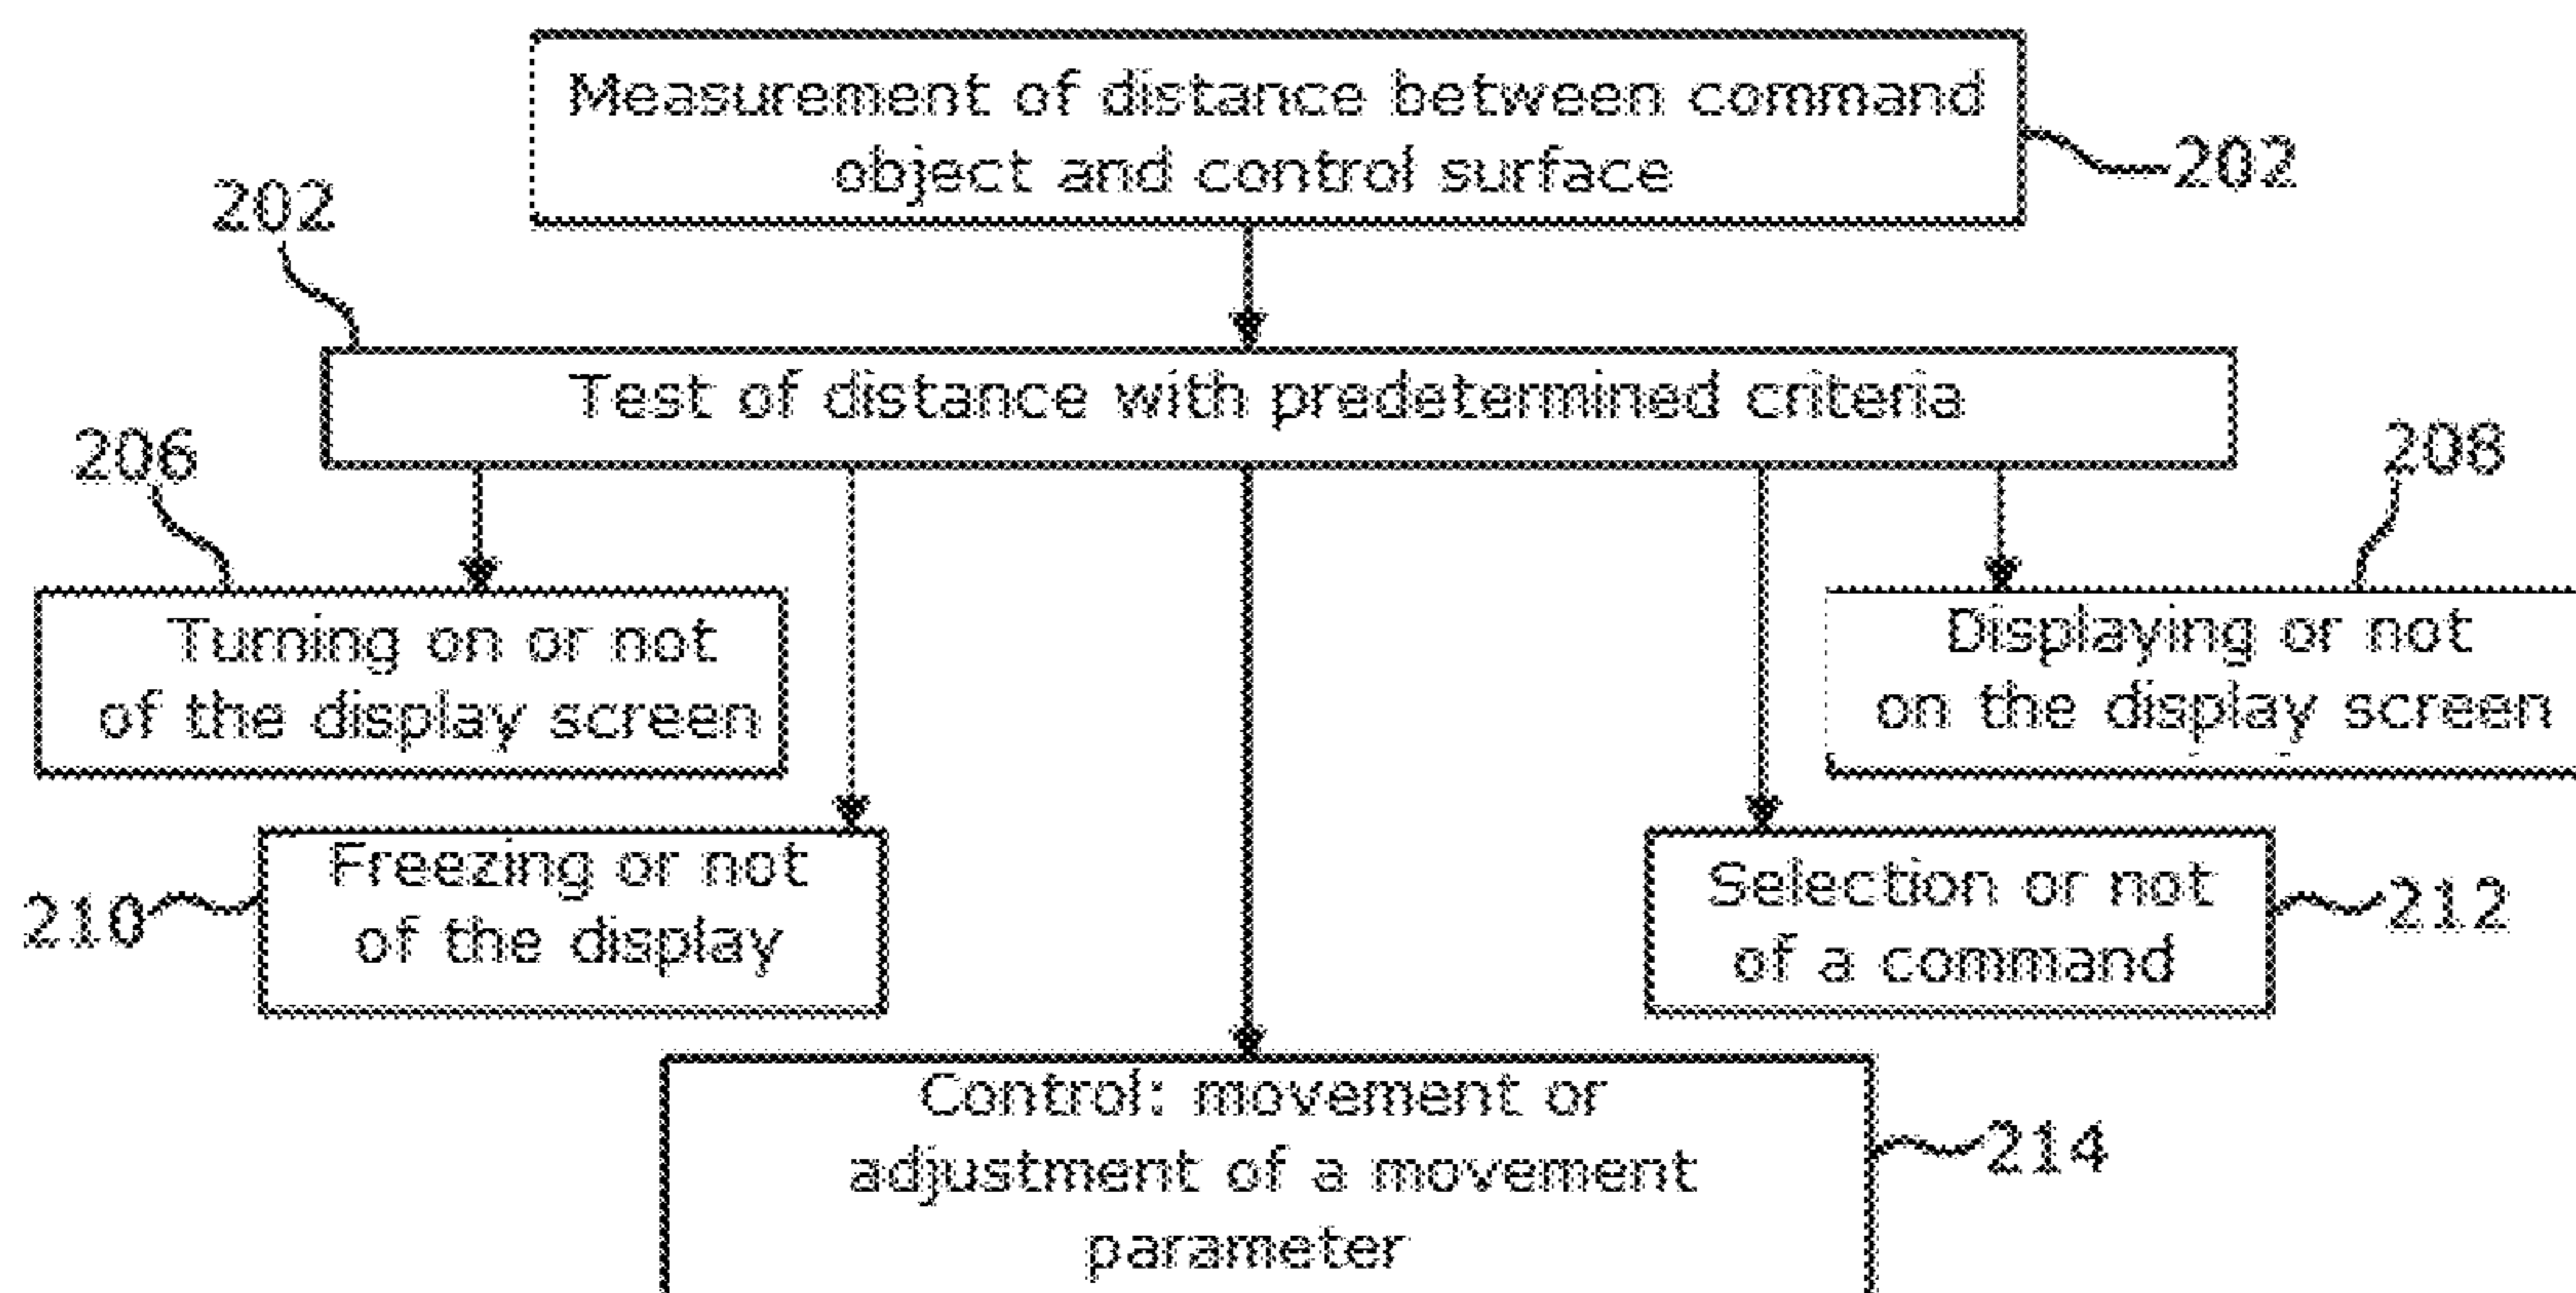 Measurement of distance between command
object and control surface
202
202
Test of distance with predetermined criteria
206
208
Turning on or not
of the display screen
Displaying or not
on the display screen
Freezing or not
of the display
210
Selection or not
of a command
212
Control: movement or
adjustment of a movement
parameter
214